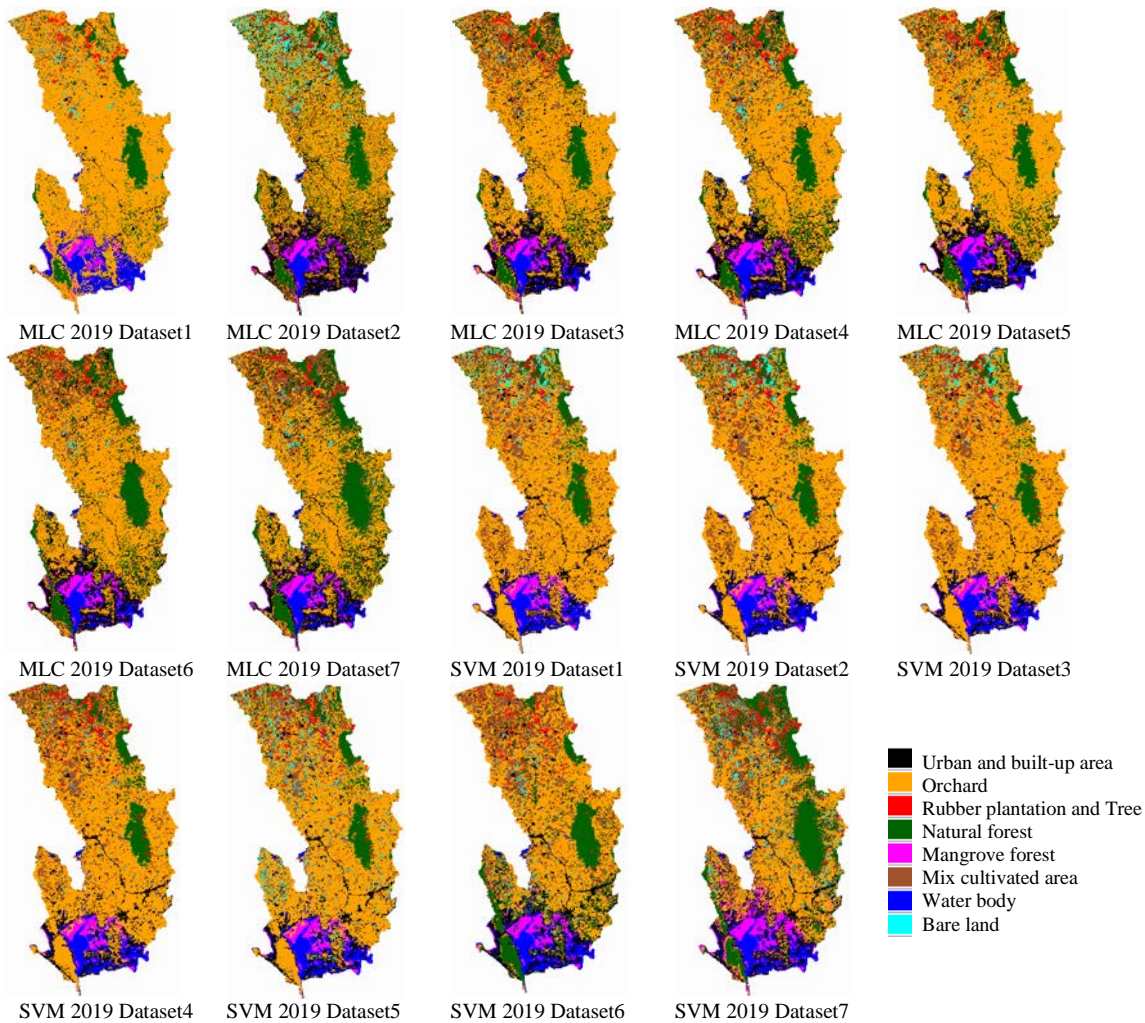 MLC 2019 Dataset1
MLC 2019 Dataset2
MLC 2019 Dataset3
MLC 2019 Dataset4
MLC 2019 Dataset5
MLC 2019 Dataset6
MLC 2019 Dataset7
SVM 2019 Dataset1
SVM 2019 Dataset2
SVM 2019 Dataset3
SVM 2019 Dataset4
SVM 2019 Dataset5
SVM 2019 Dataset6
SVM 2019 Dataset7
Urban and built-up area
Orchard
Rubber plantation and Tree
Natural forest
Mangrove forest
Mix cultivated area
Water body
Bare land